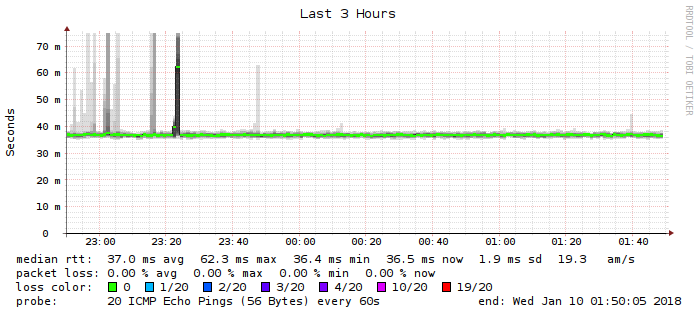 Last 3 Hours
RRDTOOL / TOBI OETIKER
Seconds
70 m
60 m
50 m
40 m
30 m
20 m
10 m
0
23:00 23:20 23:40 00:00 00:20 00:40 01:00 01:20 01:40
median rtt: 37.0 ms avg 62.3 ms max 36.4 ms min 36.5 ms now 1.9 ms sd 19.3 am/s
packet loss: 0.00 % avg 0.00 % max 0.00 % min 0.00 % now
loss color: 0 1/20 2/20 3/20 4/20 10/20 19/20
probe: 20 ICMP Echo Pings (56 Bytes) every 60s end: Wed Jan 10 01:50:05 2018